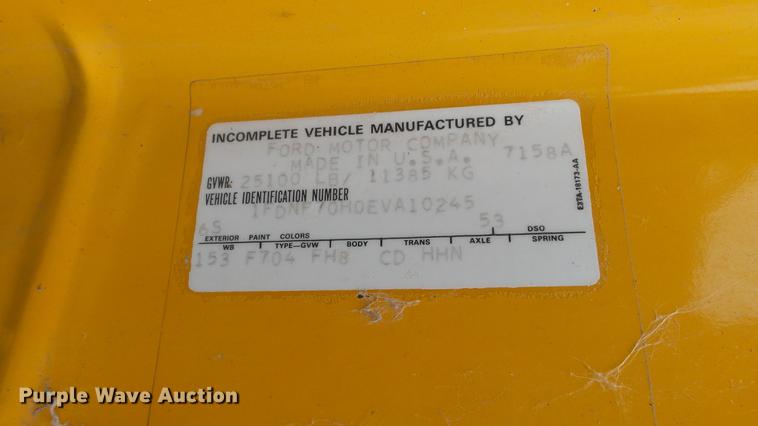 INCOMPLETE VEHICLE MANUFACTURED BY
FORD MOTOR COMPANY
MADE IN U.S.A. 7158A
GVWR: 25100 LB/ 11385 KG
VEHICLE IDENTIFICATION NUMBER
1FDNF70H0EVA10245
6S 53
EXTERIOR PAINT COLORS DSO
WB TYPE–GVW BODY TRANS AXLE SPRING
153 F704 FH8 CD HHN
E3TA-16173-AA
Purple Wave Auction